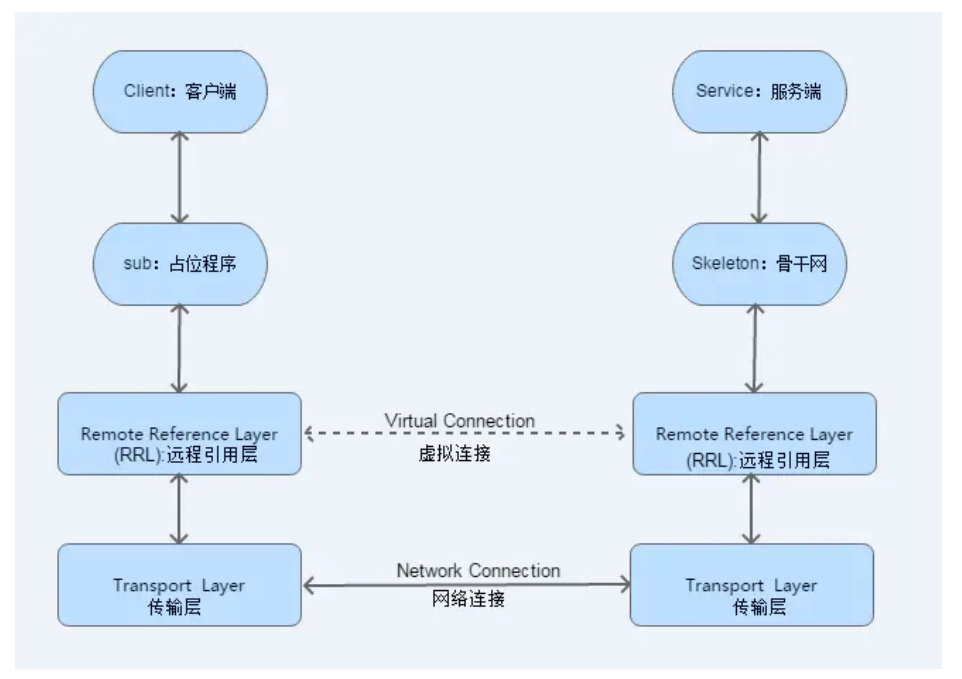 Client：客户端
Service：服务端
sub：占位程序
Skeleton：骨干网
Remote Reference Layer
(RRL):远程引用层
Virtual Connection
虚拟连接
Remote Reference Layer
(RRL):远程引用层
Transport Layer
传输层
Network Connection
网络连接
Transport Layer
传输层